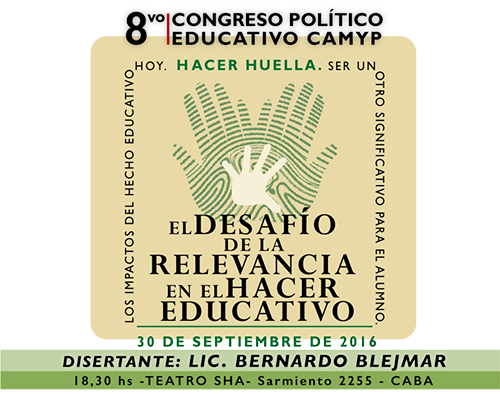 8vo CONGRESO POLÍTICO
EDUCATIVO CAMYP
LOS IMPACTOS DEL HECHO EDUCATIVO
HOY. HACER HUELLA. SER UN
OTRO SIGNIFICATIVO PARA EL ALUMNO.
EL DESAFÍO
DE LA
RELEVANCIA
EN EL HACER
EDUCATIVO
30 DE SEPTIEMBRE DE 2016
DISERTANTE: LIC. BERNARDO BLEJMAR
18,30 hs -TEATRO SHA- Sarmiento 2255 - CABA